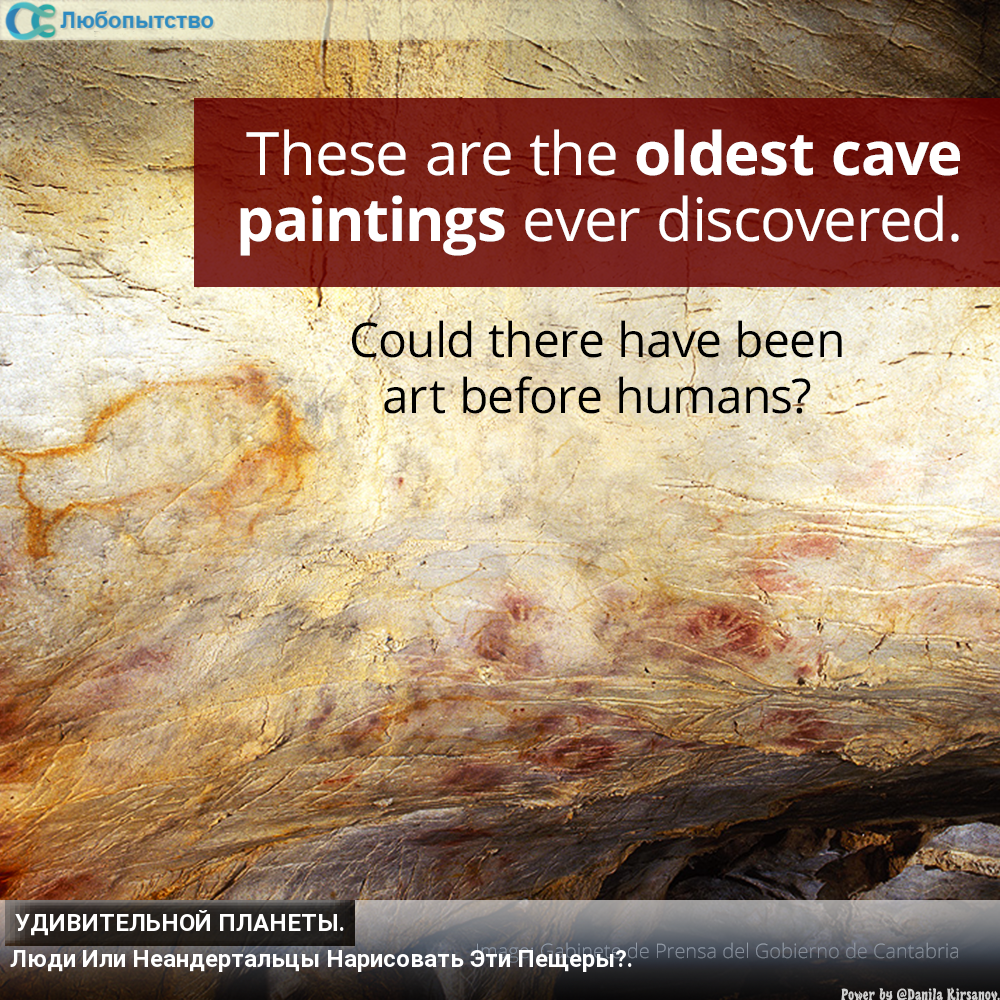 Любопытство
These are the oldest cave
paintings ever discovered.
Could there have been
art before humans?
УДИВИТЕЛЬНОЙ ПЛАНЕТЫ.
Image: Gabinete de Prensa del Gobierno de Cantabria
Люди Или Неандертальцы Нарисовать Эти Пещеры?.
Power by @Danila Kirsanov